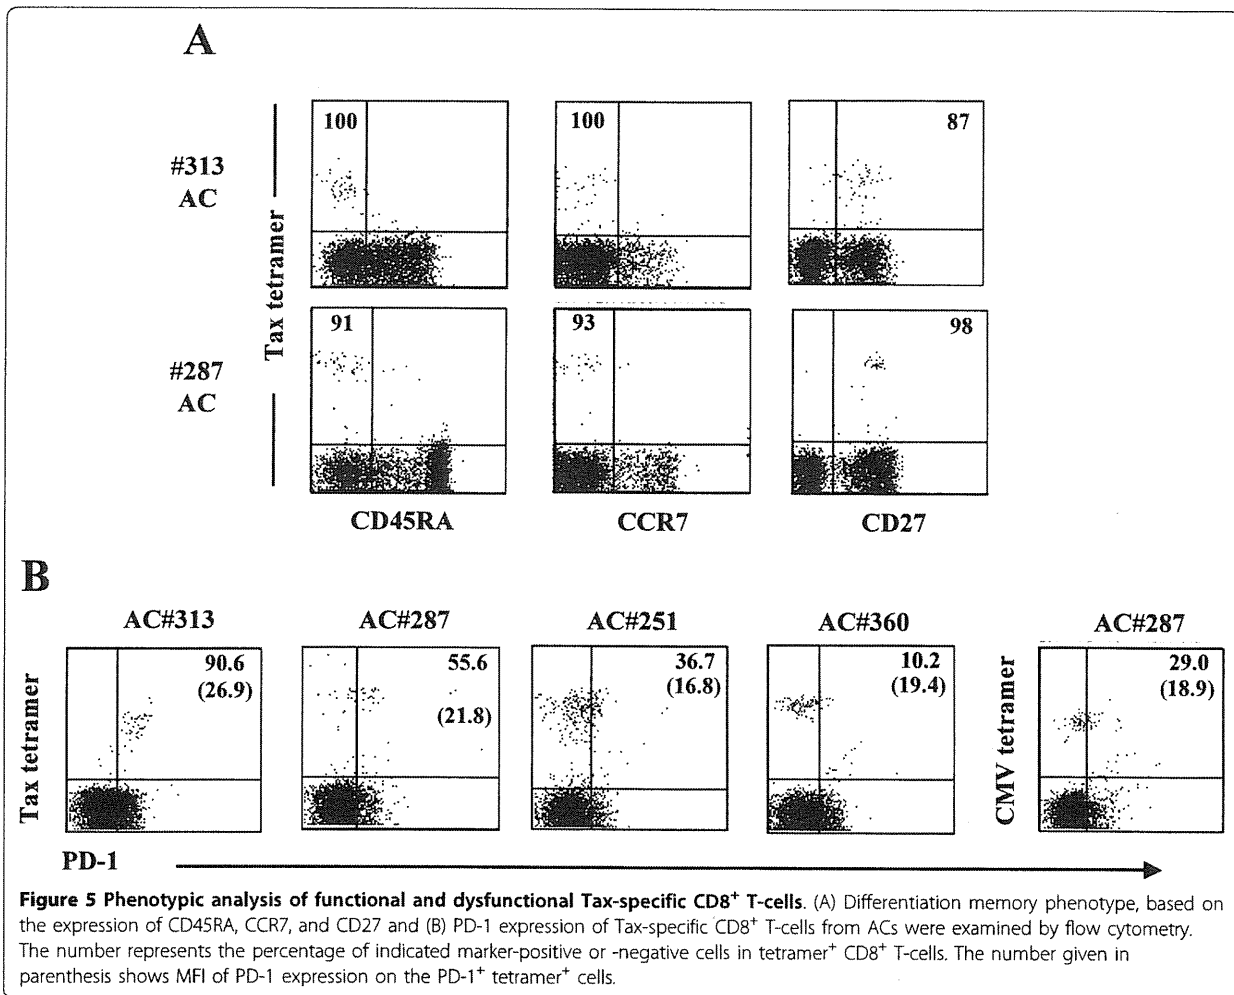 A
Tax tetramer
#313
AC
100
100
87
#287
AC
91
93
98
CD45RA
CCR7
CD27
B
AC#313
AC#287
AC#251
AC#360
AC#287
Tax tetramer
90.6
(26.9)
55.6
(21.8)
36.7
(16.8)
10.2
(19.4)
CMV tetramer
29.0
(18.9)
PD-1
Figure 5 Phenotypic analysis of functional and dysfunctional Tax-specific CD8⁺ T-cells. (A) Differentiation memory phenotype, based on
the expression of CD45RA, CCR7, and CD27 and (B) PD-1 expression of Tax-specific CD8⁺ T-cells from ACs were examined by flow cytometry.
The number represents the percentage of indicated marker-positive or -negative cells in tetramer⁺ CD8⁺ T-cells. The number given in
parenthesis shows MFI of PD-1 expression on the PD-1⁺ tetramer⁺ cells.